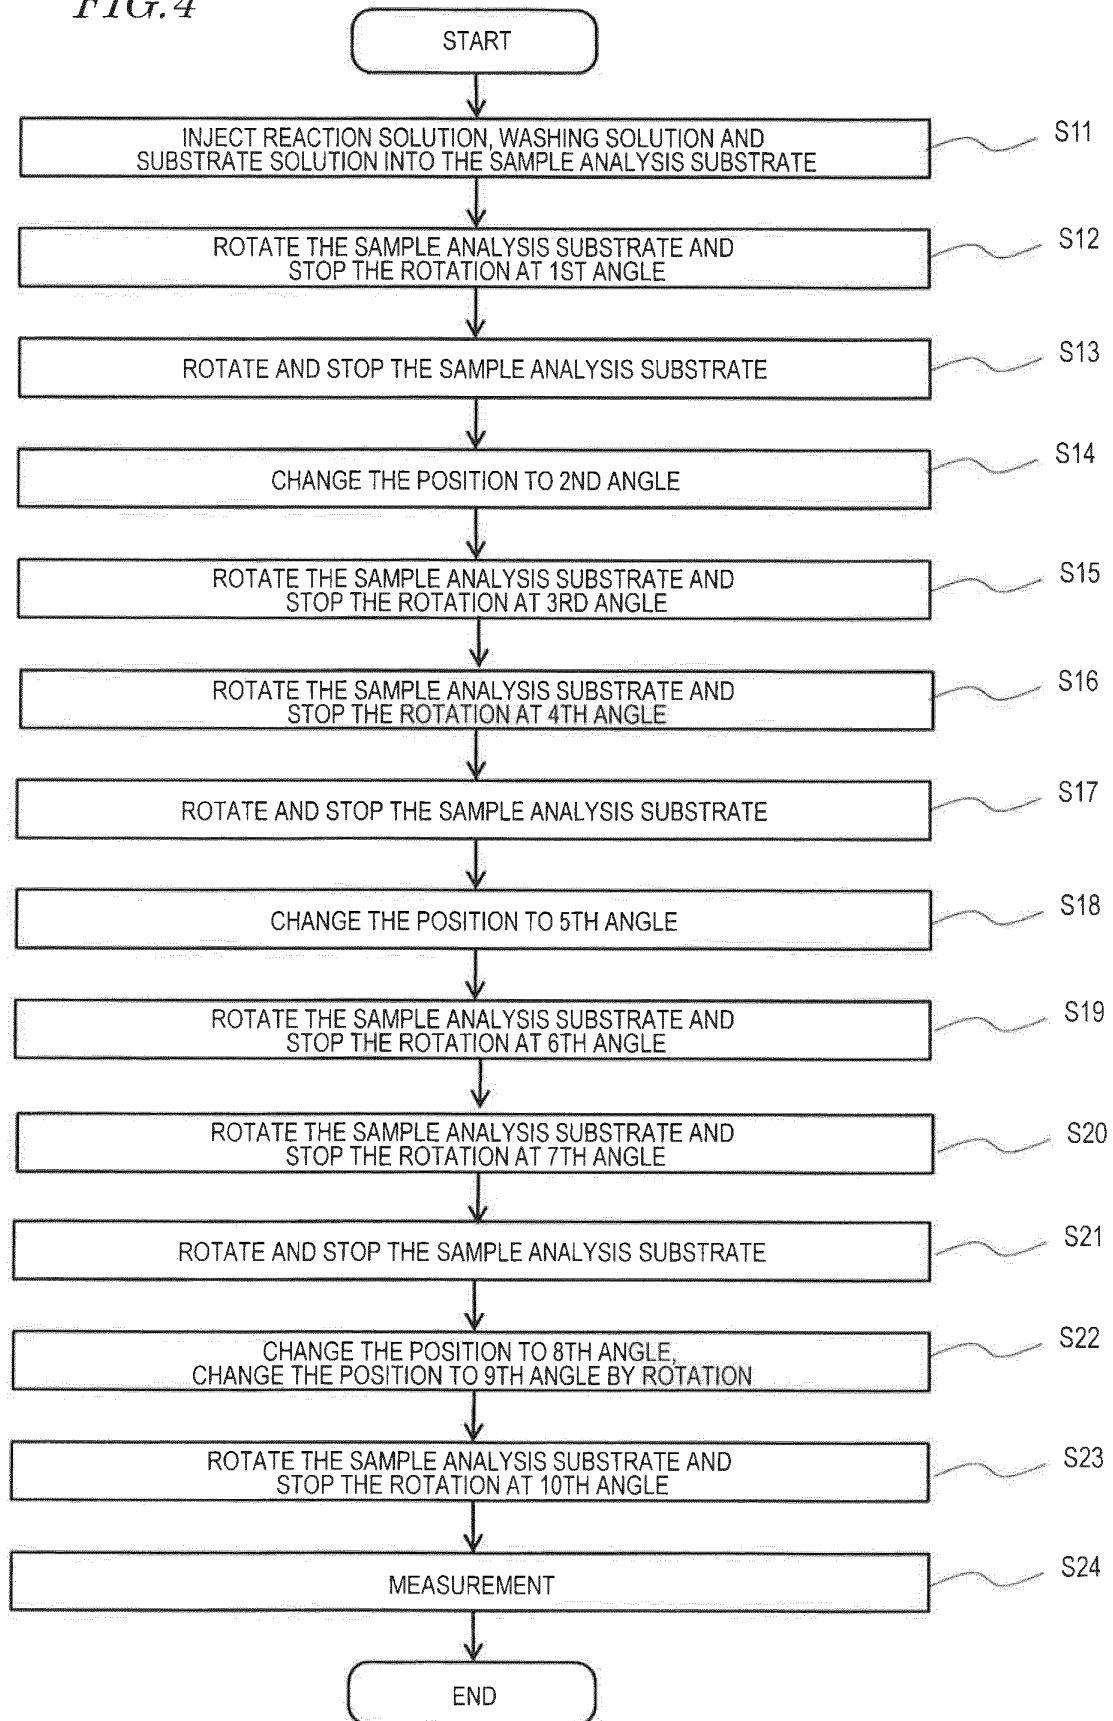 FIG.4
START
INJECT REACTION SOLUTION, WASHING SOLUTION AND
SUBSTRATE SOLUTION INTO THE SAMPLE ANALYSIS SUBSTRATE
S11
ROTATE THE SAMPLE ANALYSIS SUBSTRATE AND
STOP THE ROTATION AT 1ST ANGLE
S12
ROTATE AND STOP THE SAMPLE ANALYSIS SUBSTRATE
S13
CHANGE THE POSITION TO 2ND ANGLE
S14
ROTATE THE SAMPLE ANALYSIS SUBSTRATE AND
STOP THE ROTATION AT 3RD ANGLE
S15
ROTATE THE SAMPLE ANALYSIS SUBSTRATE AND
STOP THE ROTATION AT 4TH ANGLE
S16
ROTATE AND STOP THE SAMPLE ANALYSIS SUBSTRATE
S17
CHANGE THE POSITION TO 5TH ANGLE
S18
ROTATE THE SAMPLE ANALYSIS SUBSTRATE AND
STOP THE ROTATION AT 6TH ANGLE
S19
ROTATE THE SAMPLE ANALYSIS SUBSTRATE AND
STOP THE ROTATION AT 7TH ANGLE
S20
ROTATE AND STOP THE SAMPLE ANALYSIS SUBSTRATE
S21
CHANGE THE POSITION TO 8TH ANGLE,
CHANGE THE POSITION TO 9TH ANGLE BY ROTATION
S22
ROTATE THE SAMPLE ANALYSIS SUBSTRATE AND
STOP THE ROTATION AT 10TH ANGLE
S23
MEASUREMENT
S24
END